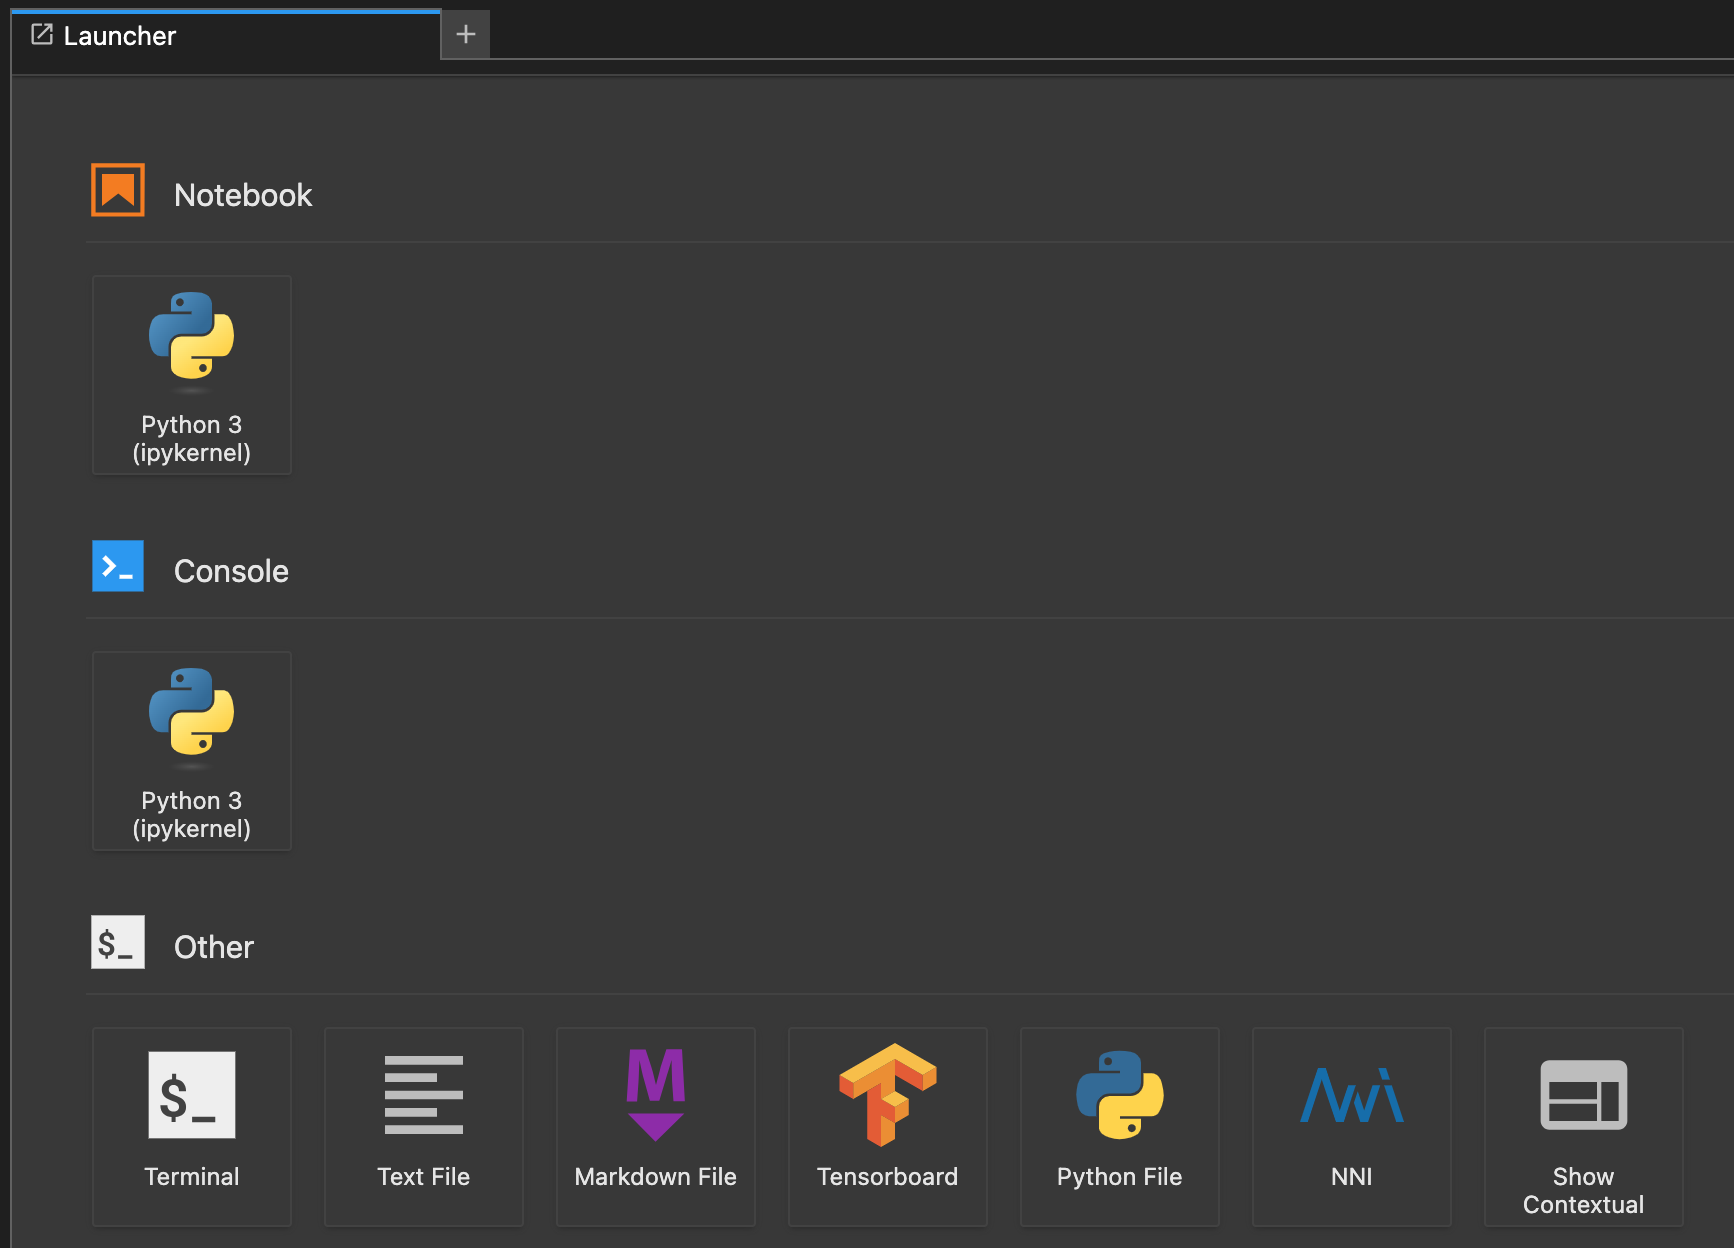 Launcher
Notebook
Python 3
(ipykernel)
Console
Python 3
(ipykernel)
$_
Other
$_
Terminal
Text File
M
Markdown File
Tensorboard
Python File
NNI
Show
Contextual